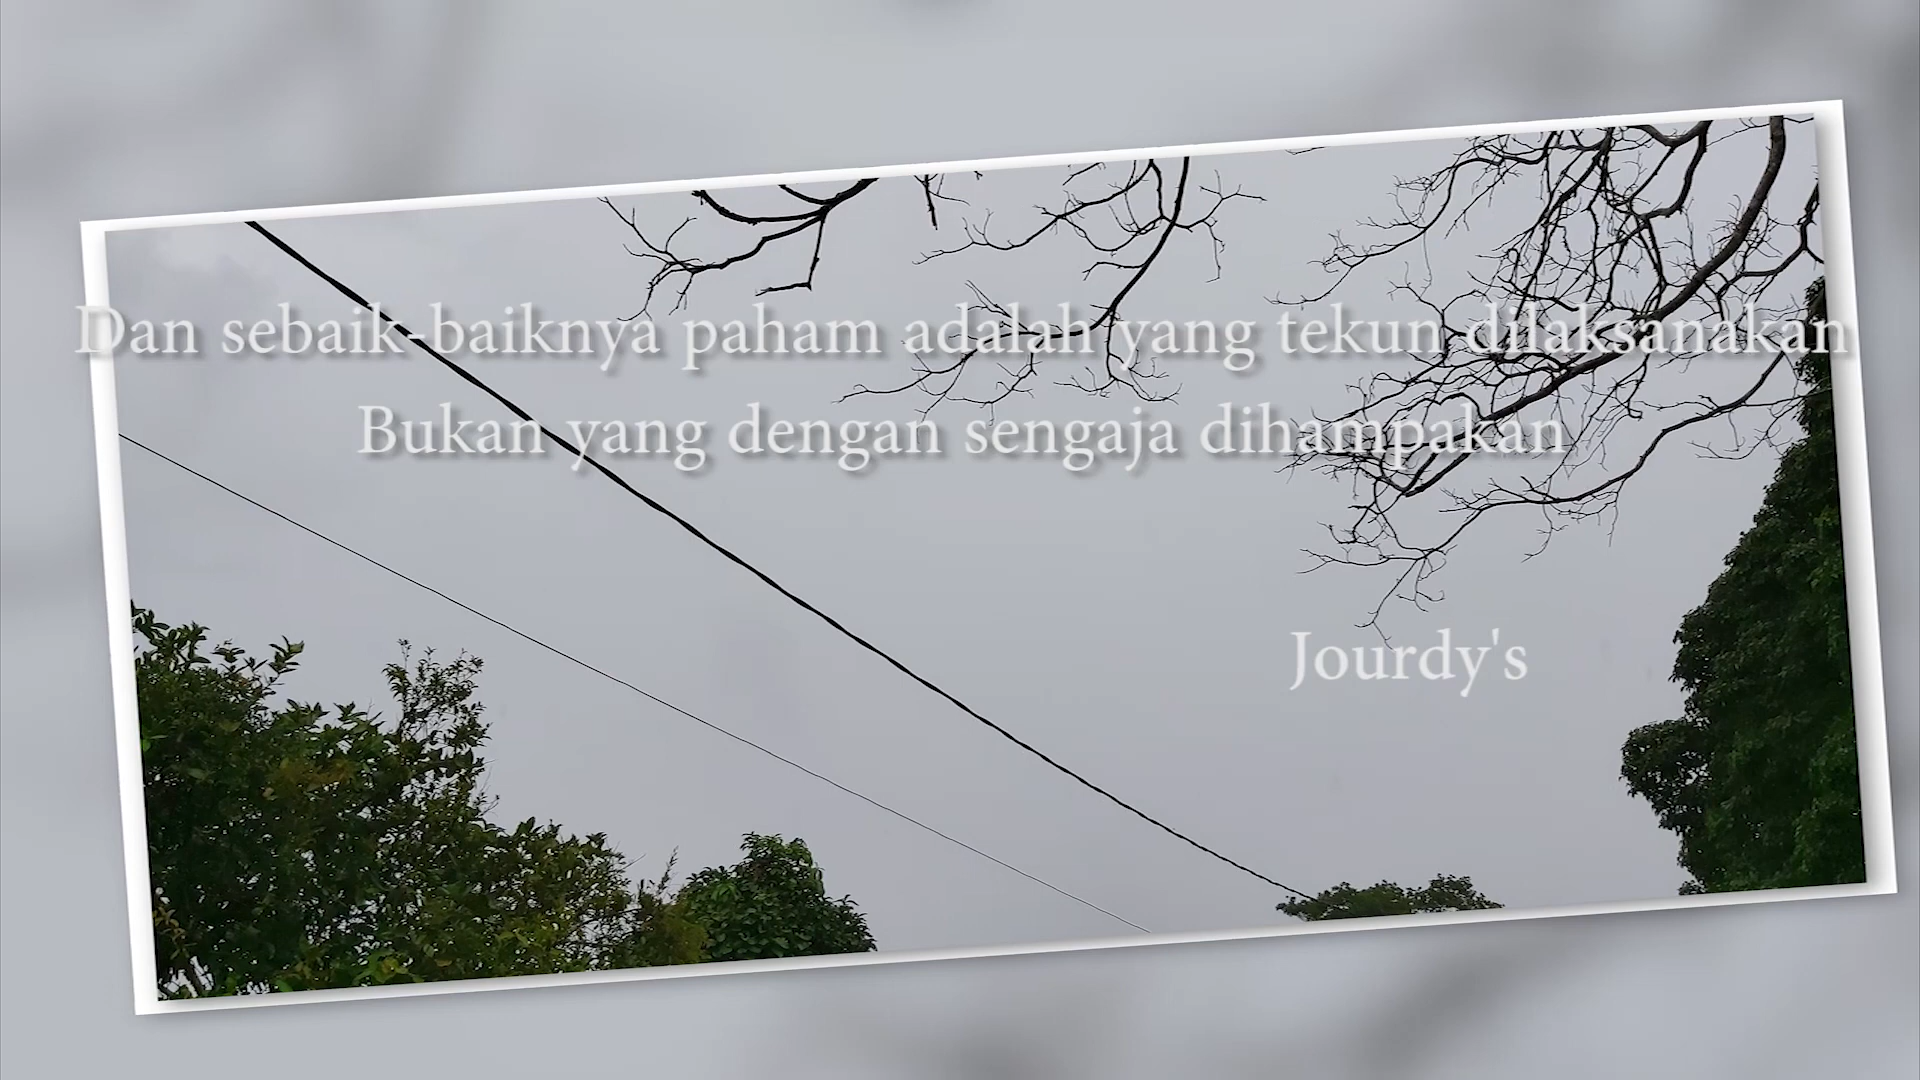 Dan sebaik-baiknya paham adalah yang tekun dilaksanakan
Bukan yang dengan sengaja dihampakan
Jourdy's